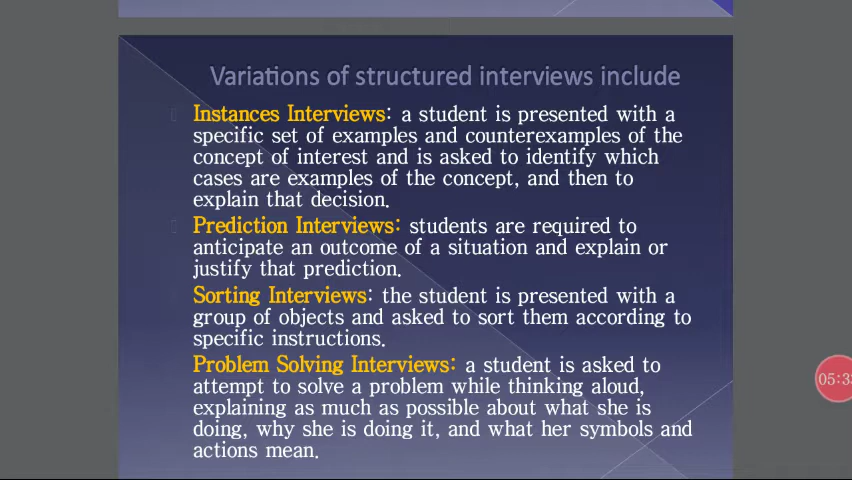 Variations of structured interviews include
Instances Interviews: a student is presented with a
specific set of examples and counterexamples of the
concept of interest and is asked to identify which
cases are examples of the concept, and then to
explain that decision.
Prediction Interviews: students are required to
anticipate an outcome of a situation and explain or
justify that prediction.
Sorting Interviews: the student is presented with a
group of objects and asked to sort them according to
specific instructions.
Problem Solving Interviews: a student is asked to
attempt to solve a problem while thinking aloud,
explaining as much as possible about what she is
doing, why she is doing it, and what her symbols and
actions mean.